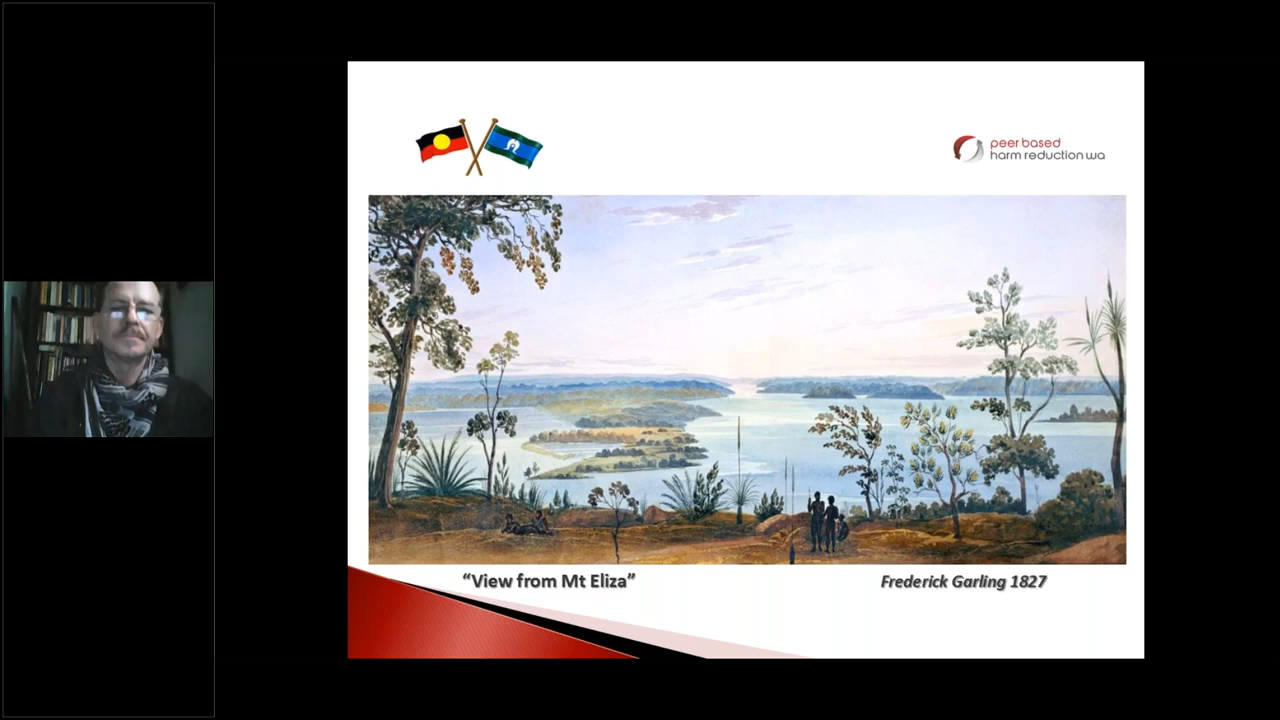 peer based
harm reduction wa
“View from Mt Eliza”
Frederick Garling 1827